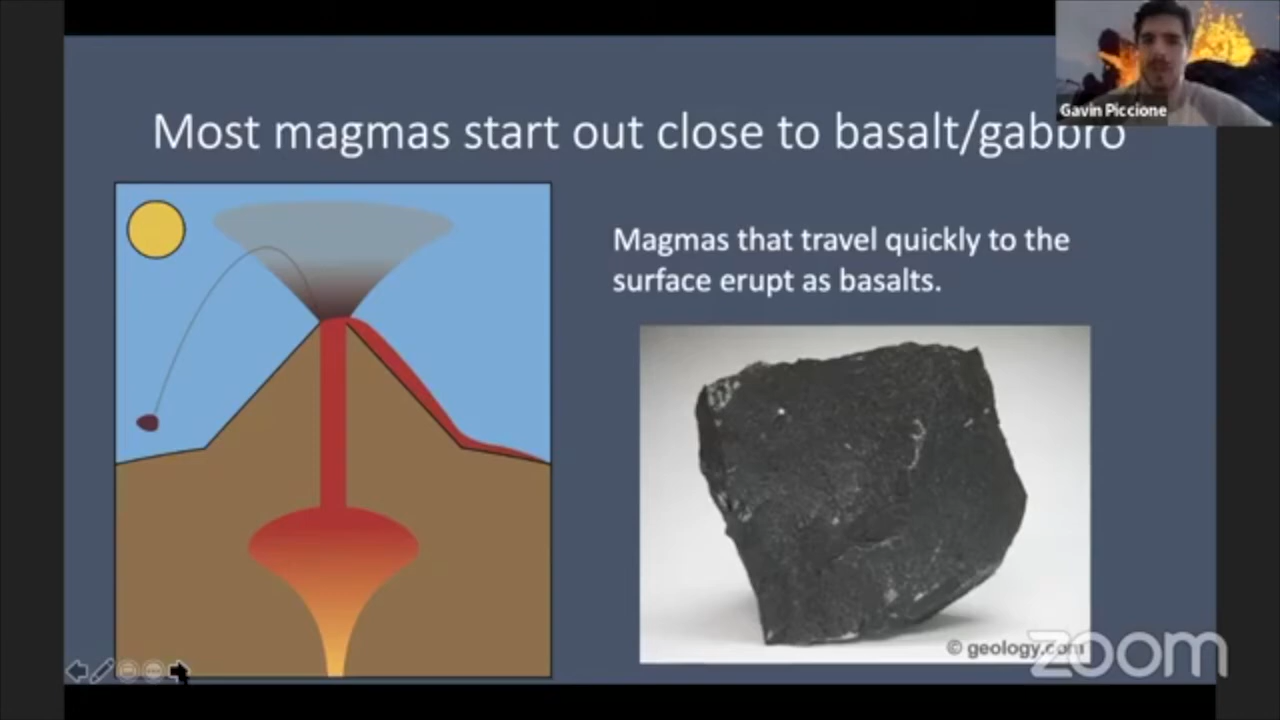 Gavin Piccione
Most magmas start out close to basalt/gabbro
Magmas that travel quickly to the
surface erupt as basalts.
© geology.com
zoom